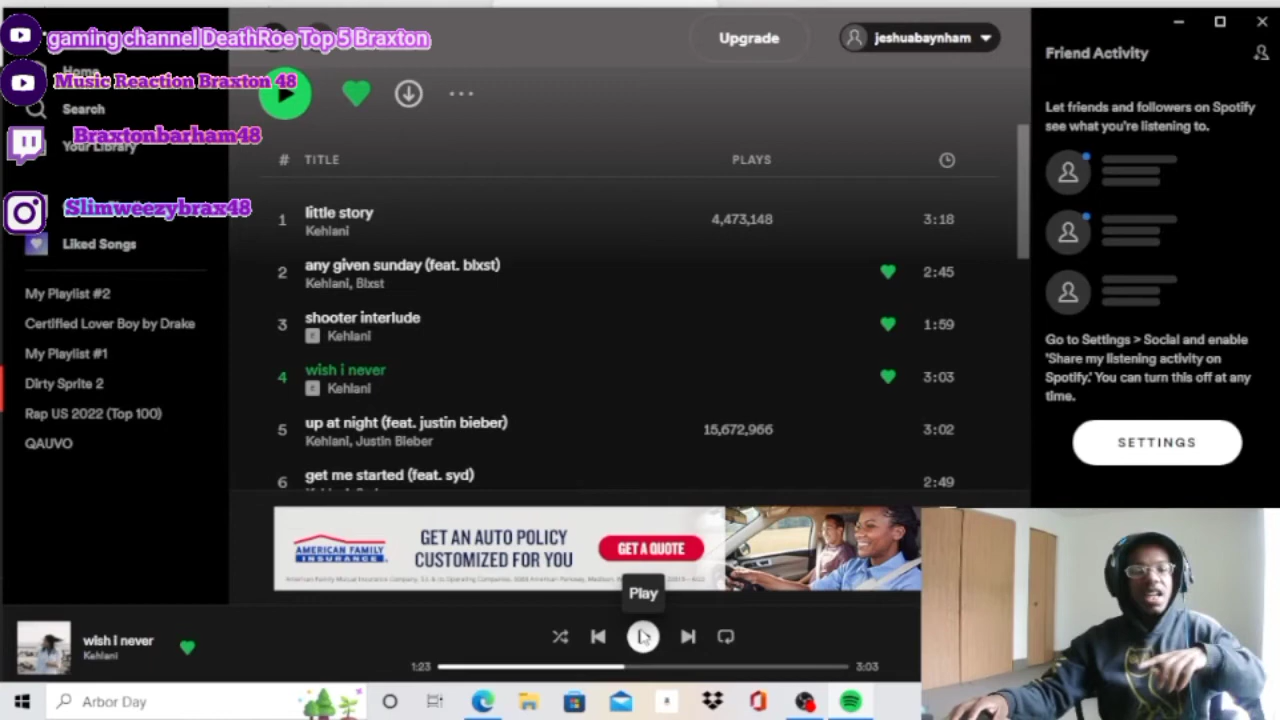 gaming channel DeathRoe Top 5 Braxton
Music Reaction Braxton 48
Braxtonbarham48
Slimweezybrax48
Home
Search
Your Library
Liked Songs
My Playlist #2
Certified Lover Boy by Drake
My Playlist #1
Dirty Sprite 2
Rap US 2022 (Top 100)
QAUVO
Upgrade
jeshuabaynham
# TITLE PLAYS
1 little story 4,473,148 3:18
Kehlani
2 any given sunday (feat. blxst) 2:45
Kehlani, Blxst
3 shooter interlude 1:59
E Kehlani
4 wish i never 3:03
E Kehlani
5 up at night (feat. justin bieber) 15,672,966 3:02
Kehlani, Justin Bieber
6 get me started (feat. syd) 2:49
Friend Activity
Let friends and followers on Spotify
see what you're listening to.
Go to Settings > Social and enable
'Share my listening activity on
Spotify.' You can turn this off at any
time.
SETTINGS
AMERICAN FAMILY
INSURANCE
GET AN AUTO POLICY
CUSTOMIZED FOR YOU
GET A QUOTE
Play
wish i never
Kehlani
1:23
3:03
Arbor Day